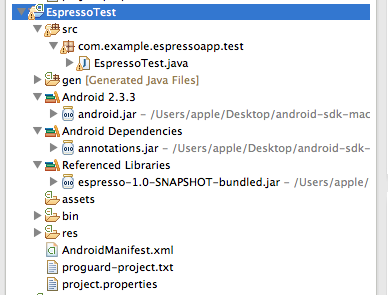 EspressoTest
src
com.example.espressoapp.test
EspressoTest.java
gen [Generated Java Files]
Android 2.3.3
android.jar – /Users/apple/Desktop/android-sdk-mac
Android Dependencies
annotations.jar – /Users/apple/Desktop/android-sdk-
Referenced Libraries
espresso-1.0-SNAPSHOT-bundled.jar – /Users/apple/
assets
bin
res
AndroidManifest.xml
proguard-project.txt
project.properties